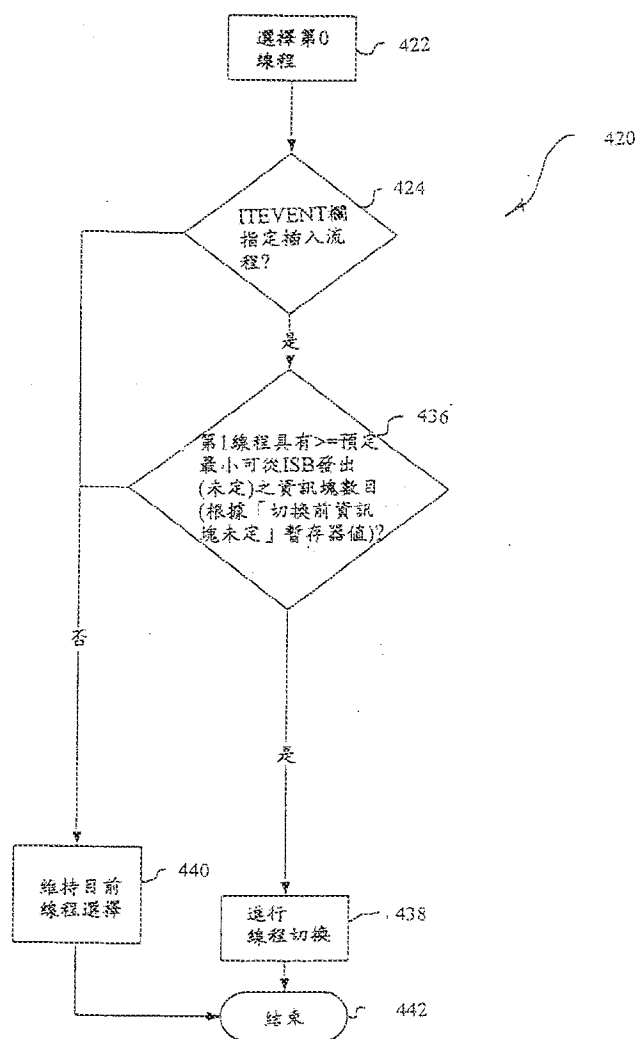 選擇第0
線程
422
420
424
ITEVENT欄
指定插入流
程?
是
436
第1線程具有>=預定
最小可從ISB發出
(未定)之資訊塊數目
(根據「切換前資訊
塊未定」暫存器值)?
否
是
440
維持目前
線程選擇
進行
線程切換
438
結束
442